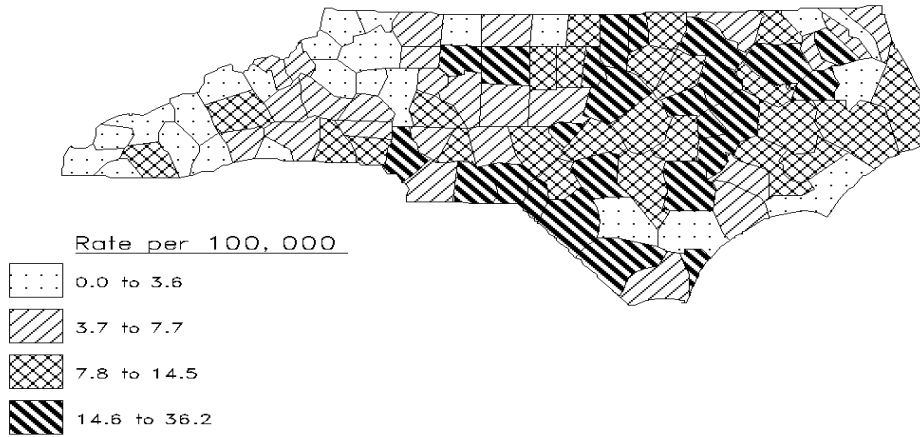 Rate per 100,000
0.0 to 3.6
3.7 to 7.7
7.8 to 14.5
14.6 to 36.2